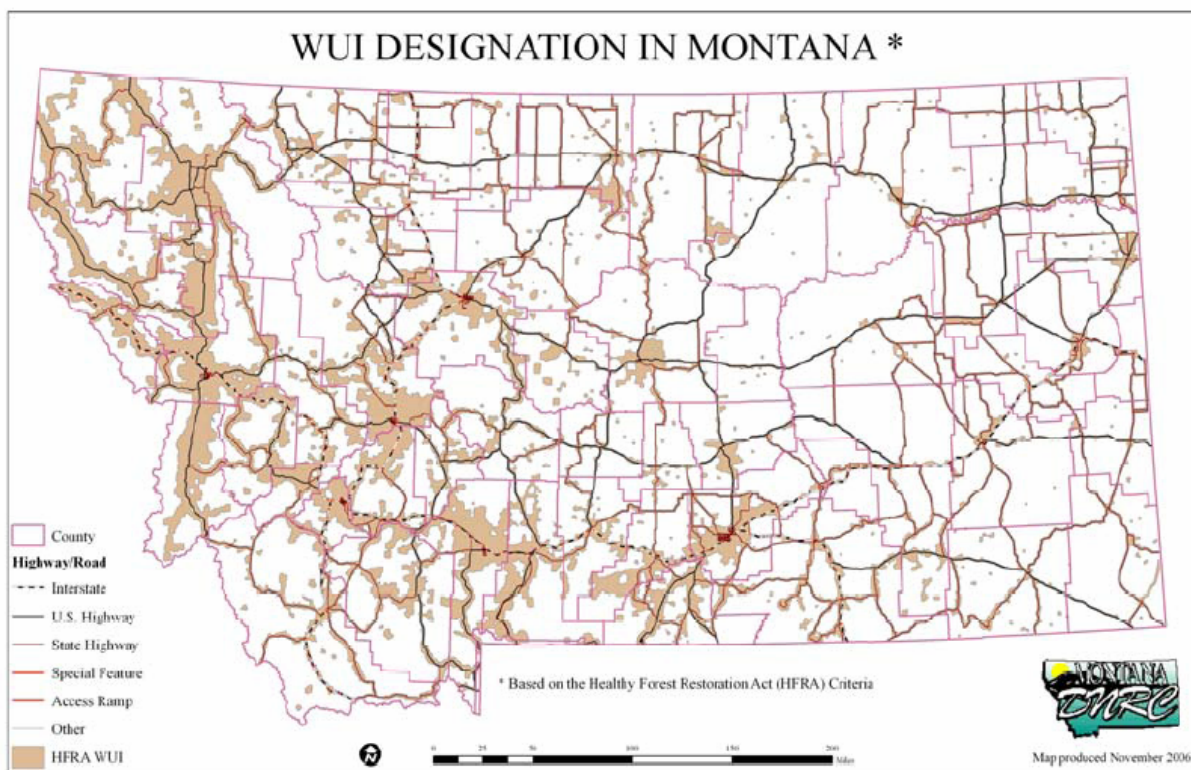 WUI DESIGNATION IN MONTANA *
County
Highway/Road
Interstate
U.S. Highway
State Highway
Special Feature
Access Ramp
Other
HFRA WUI
* Based on the Healthy Forest Restoration Act (HFRA) Criteria
0 25 50 100 150 200
Miles
MONTANA
DNRC
Map produced November 2006